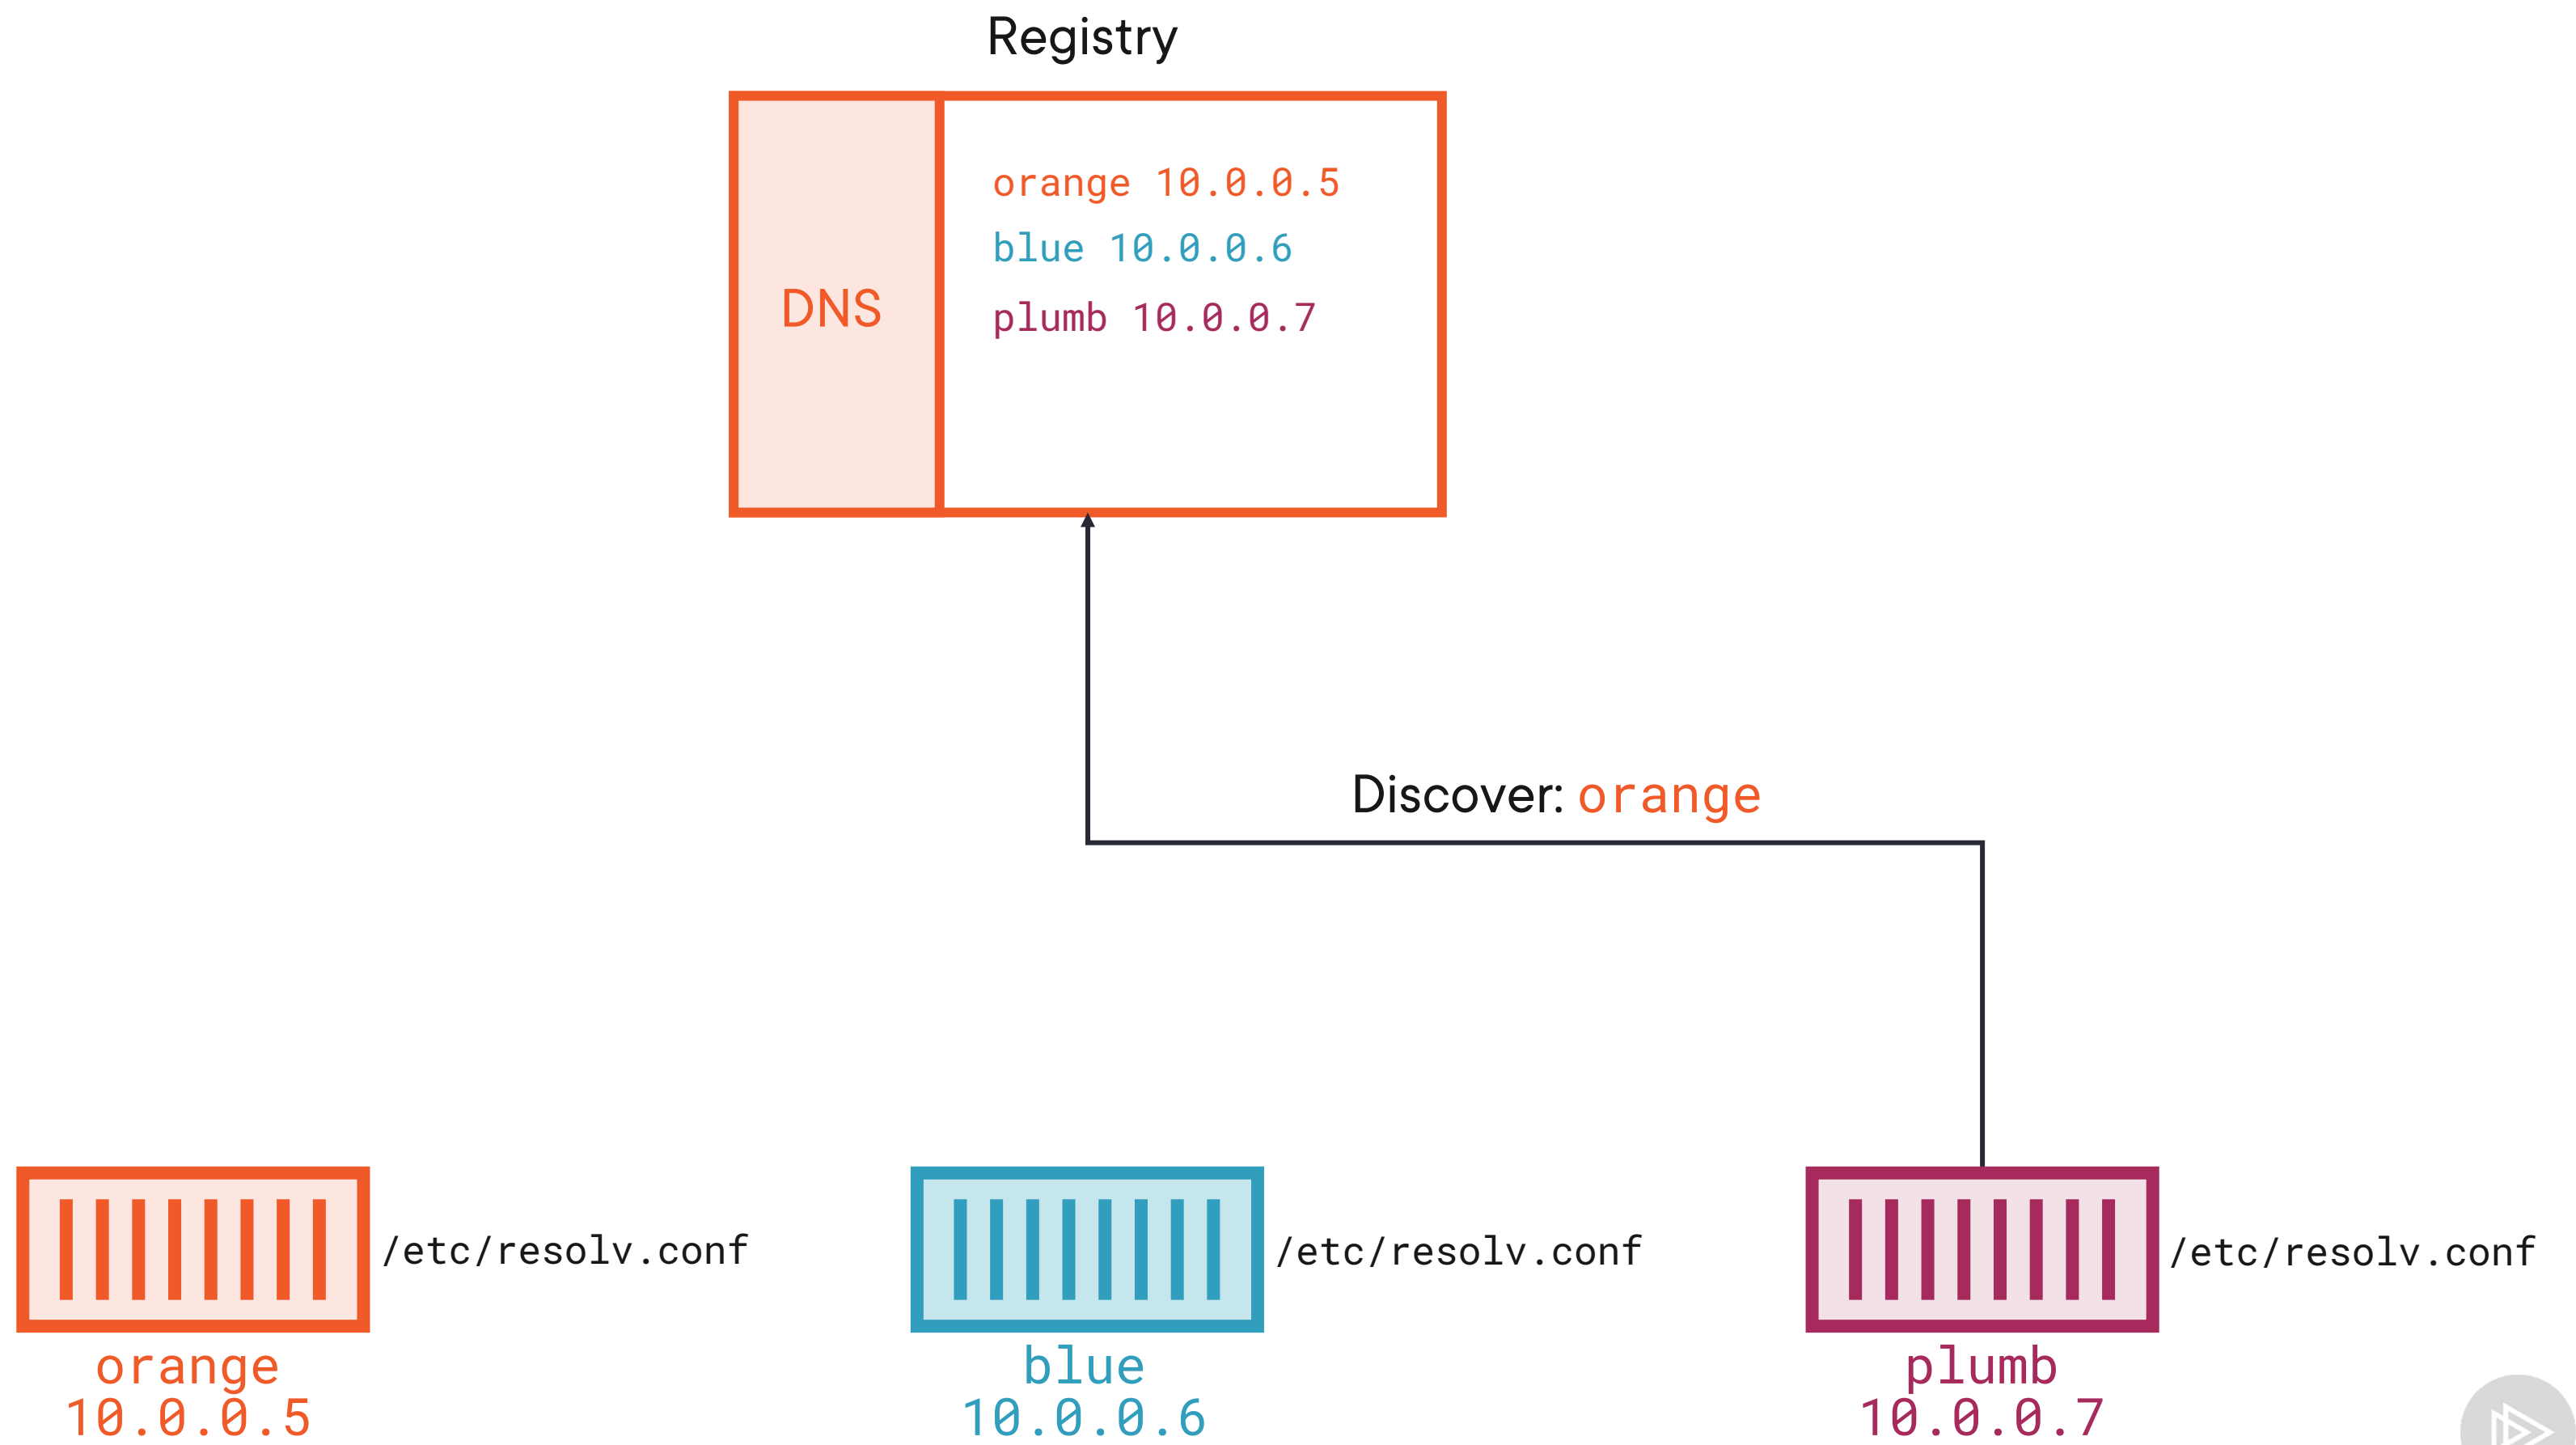 Registry
DNS
orange 10.0.0.5
blue 10.0.0.6
plumb 10.0.0.7
Discover: orange
/etc/resolv.conf
/etc/resolv.conf
/etc/resolv.conf
orange
10.0.0.5
blue
10.0.0.6
plumb
10.0.0.7